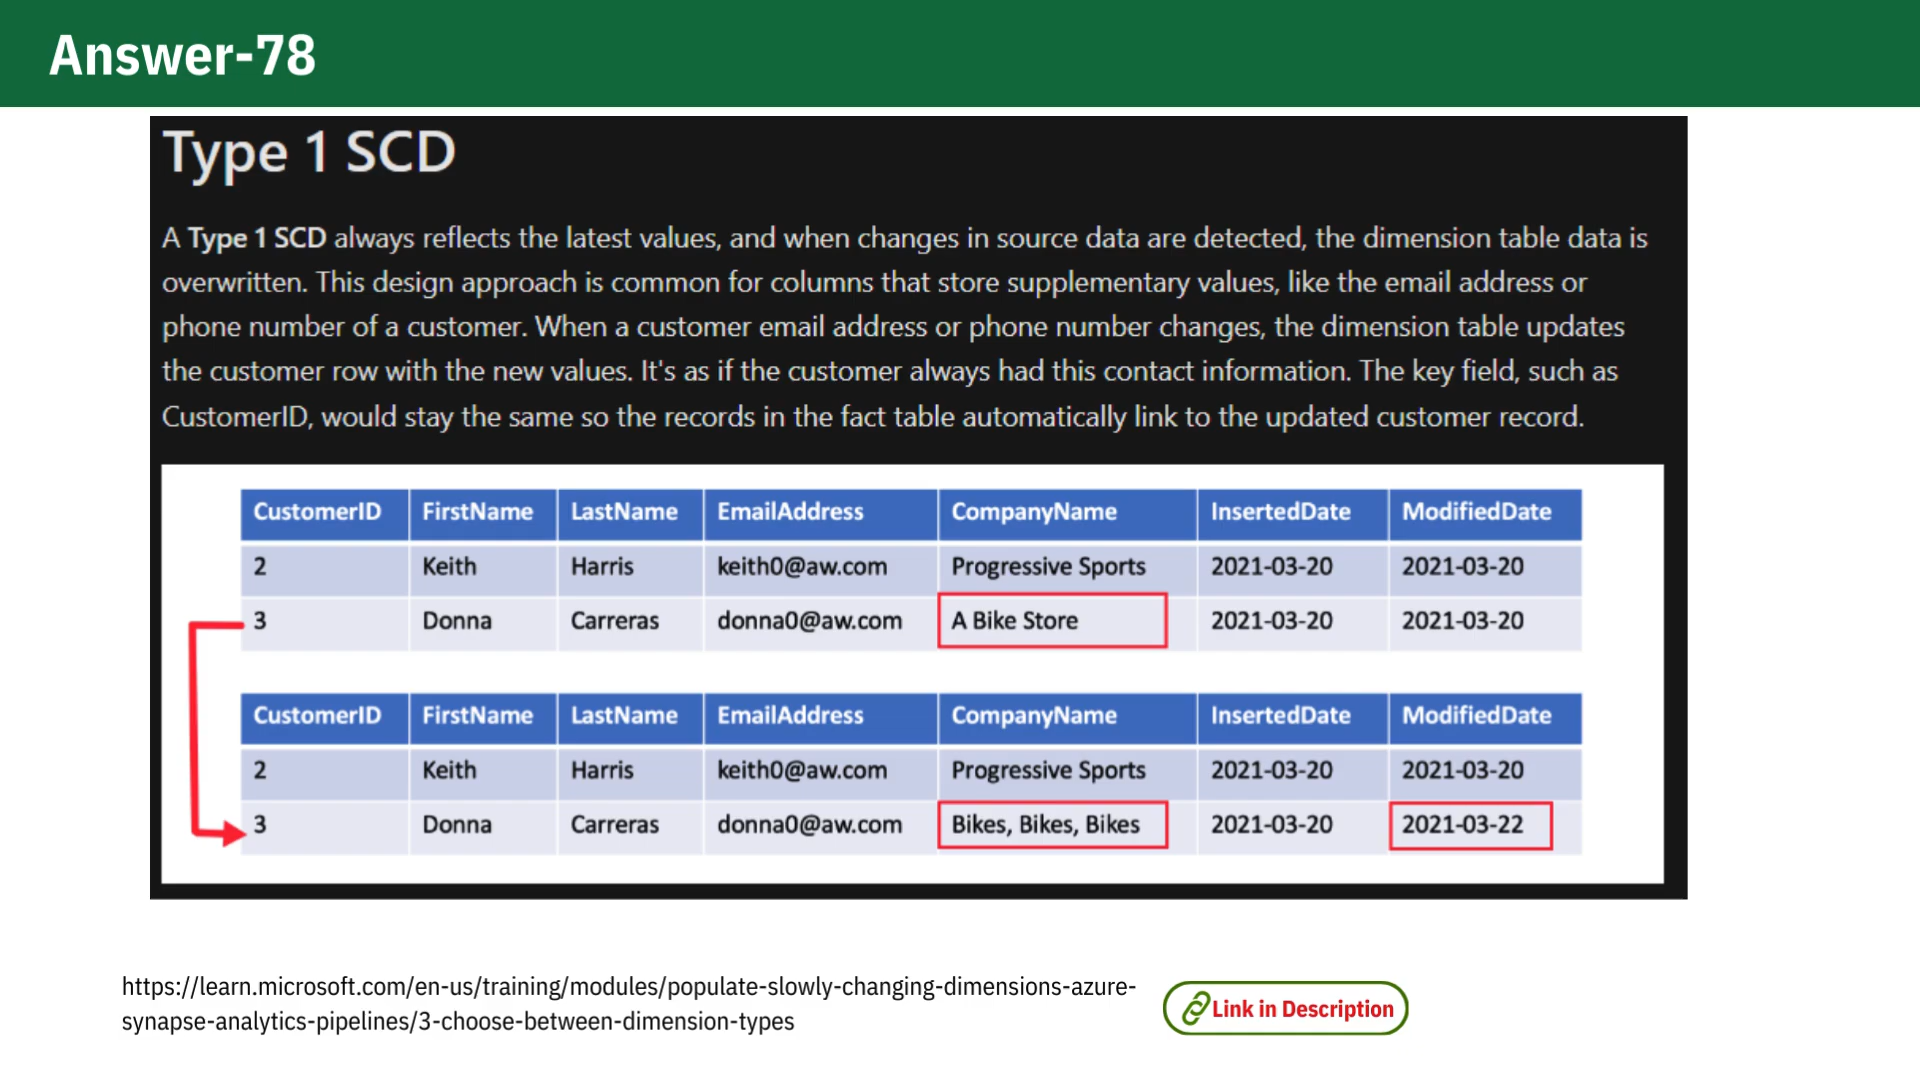 Answer-78
Type 1 SCD
A Type 1 SCD always reflects the latest values, and when changes in source data are detected, the dimension table data is
overwritten. This design approach is common for columns that store supplementary values, like the email address or
phone number of a customer. When a customer email address or phone number changes, the dimension table updates
the customer row with the new values. It's as if the customer always had this contact information. The key field, such as
CustomerID, would stay the same so the records in the fact table automatically link to the updated customer record.
CustomerID FirstName LastName EmailAddress CompanyName InsertedDate ModifiedDate
2 Keith Harris keith0@aw.com Progressive Sports 2021-03-20 2021-03-20
3 Donna Carreras donna0@aw.com A Bike Store 2021-03-20 2021-03-20
CustomerID FirstName LastName EmailAddress CompanyName InsertedDate ModifiedDate
2 Keith Harris keith0@aw.com Progressive Sports 2021-03-20 2021-03-20
3 Donna Carreras donna0@aw.com Bikes, Bikes, Bikes 2021-03-20 2021-03-22
https://learn.microsoft.com/en-us/training/modules/populate-slowly-changing-dimensions-azure-
synapse-analytics-pipelines/3-choose-between-dimension-types
Link in Description